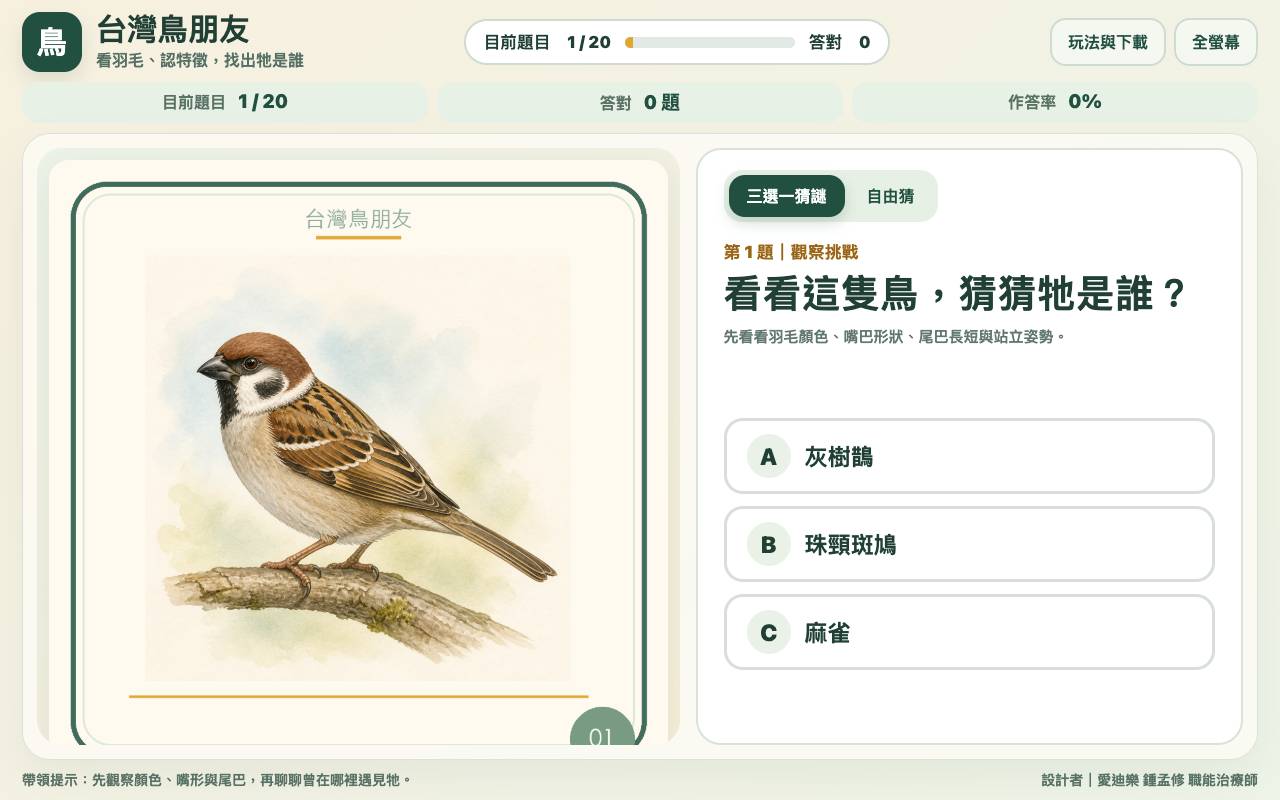 鳥
台灣鳥朋友
看羽毛、認特徵，找出牠是誰
目前題目 1/20 答對 0
玩法與下載
全螢幕
目前題目 1/20
答對 0 題
作答率 0%
台灣鳥朋友
01
三選一猜謎
自由猜
第 1 題｜觀察挑戰
看看這隻鳥，猜猜牠是誰？
先看看羽毛顏色、嘴巴形狀、尾巴長短與站立姿勢。
A 灰樹鵲
B 珠頸斑鳩
C 麻雀
帶領提示：先觀察顏色、嘴形與尾巴，再聊聊曾在哪裡遇見牠。
設計者｜愛迪樂 鍾孟修 職能治療師